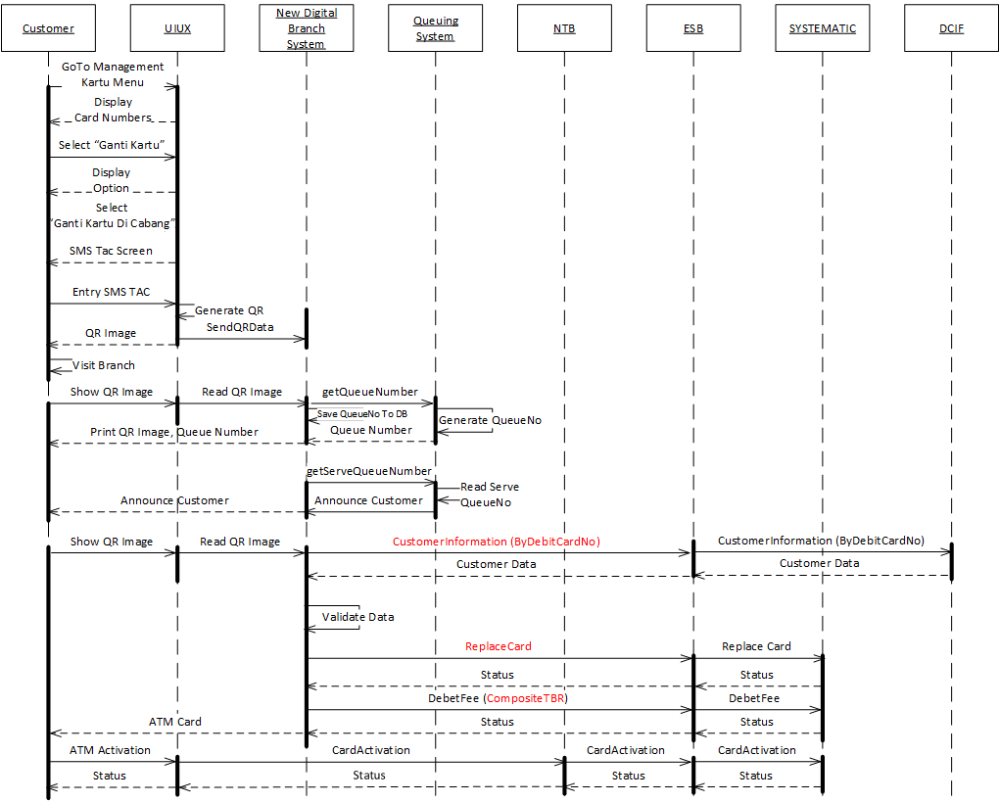 Customer
UIUX
New Digital
Branch
System
Queuing
System
NTB
ESB
SYSTEMATIC
DCIF
GoTo Management
Kartu Menu
Display
Card Numbers
Select “Ganti Kartu”
Display
Option
Select
“Ganti Kartu Di Cabang”
SMS Tac Screen
Entry SMS TAC
Generate QR
SendQRData
QR Image
Visit Branch
Show QR Image
Read QR Image
getQueueNumber
Save QueueNo To DB
Generate QueueNo
Queue Number
Print QR Image, Queue Number
getServeQueueNumber
Read Serve
QueueNo
Announce Customer
Announce Customer
Show QR Image
Read QR Image
CustomerInformation (ByDebitCardNo)
CustomerInformation (ByDebitCardNo)
Customer Data
Customer Data
Validate Data
ReplaceCard
Replace Card
Status
Status
DebetFee (CompositeTBR)
DebetFee
ATM Card
Status
Status
ATM Activation
CardActivation
CardActivation
CardActivation
Status
Status
Status
Status